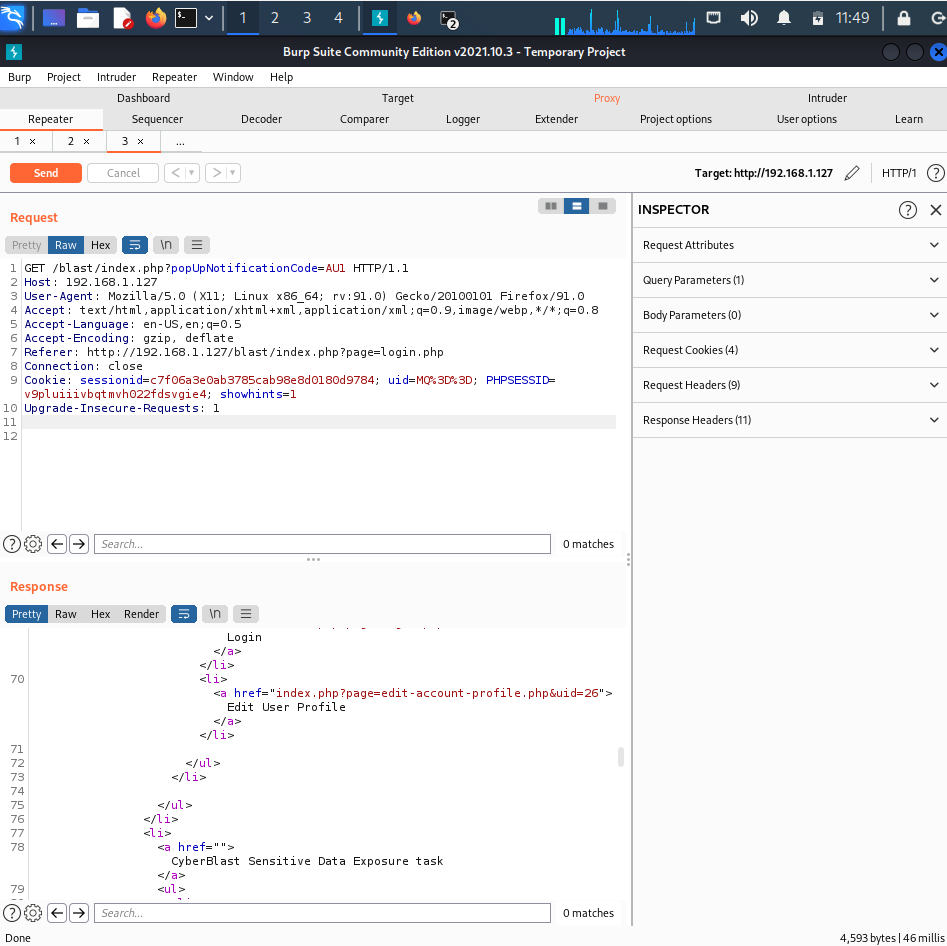 1 2 3 4 2 11:49
Burp Suite Community Edition v2021.10.3 - Temporary Project
Burp Project Intruder Repeater Window Help
Dashboard Target Proxy Intruder
Repeater Sequencer Decoder Comparer Logger Extender Project options User options Learn
1 × 2 × 3 × ...
Send Cancel < > Target: http://192.168.1.127 HTTP/1 ?
Request
Pretty Raw Hex \n
1 GET /blast/index.php?popUpNotificationCode=AU1 HTTP/1.1
2 Host: 192.168.1.127
3 User-Agent: Mozilla/5.0 (X11; Linux x86_64; rv:91.0) Gecko/20100101 Firefox/91.0
4 Accept: text/html,application/xhtml+xml,application/xml;q=0.9,image/webp,*/*;q=0.8
5 Accept-Language: en-US,en;q=0.5
6 Accept-Encoding: gzip, deflate
7 Referer: http://192.168.1.127/blast/index.php?page=login.php
8 Connection: close
9 Cookie: sessionid=c7f06a3e0ab3785cab98e8d0180d9784; uid=MQ%3D%3D; PHPSESSID=
v9pluiiivbqtmvh022fdsvgie4; showhints=1
10 Upgrade-Insecure-Requests: 1
11
12
? Search... 0 matches
INSPECTOR ?
Request Attributes
Query Parameters (1)
Body Parameters (0)
Request Cookies (4)
Request Headers (9)
Response Headers (11)
Response
Pretty Raw Hex Render \n
Login
</a>
</li>
70 <li>
<a href="index.php?page=edit-account-profile.php&uid=26">
Edit User Profile
</a>
</li>
71
72 </ul>
73 </li>
74
75 </ul>
76 </li>
77 <li>
78 <a href="">
CyberBlast Sensitive Data Exposure task
</a>
79 <ul>
? Search... 0 matches
Done 4,593 bytes | 46 millis